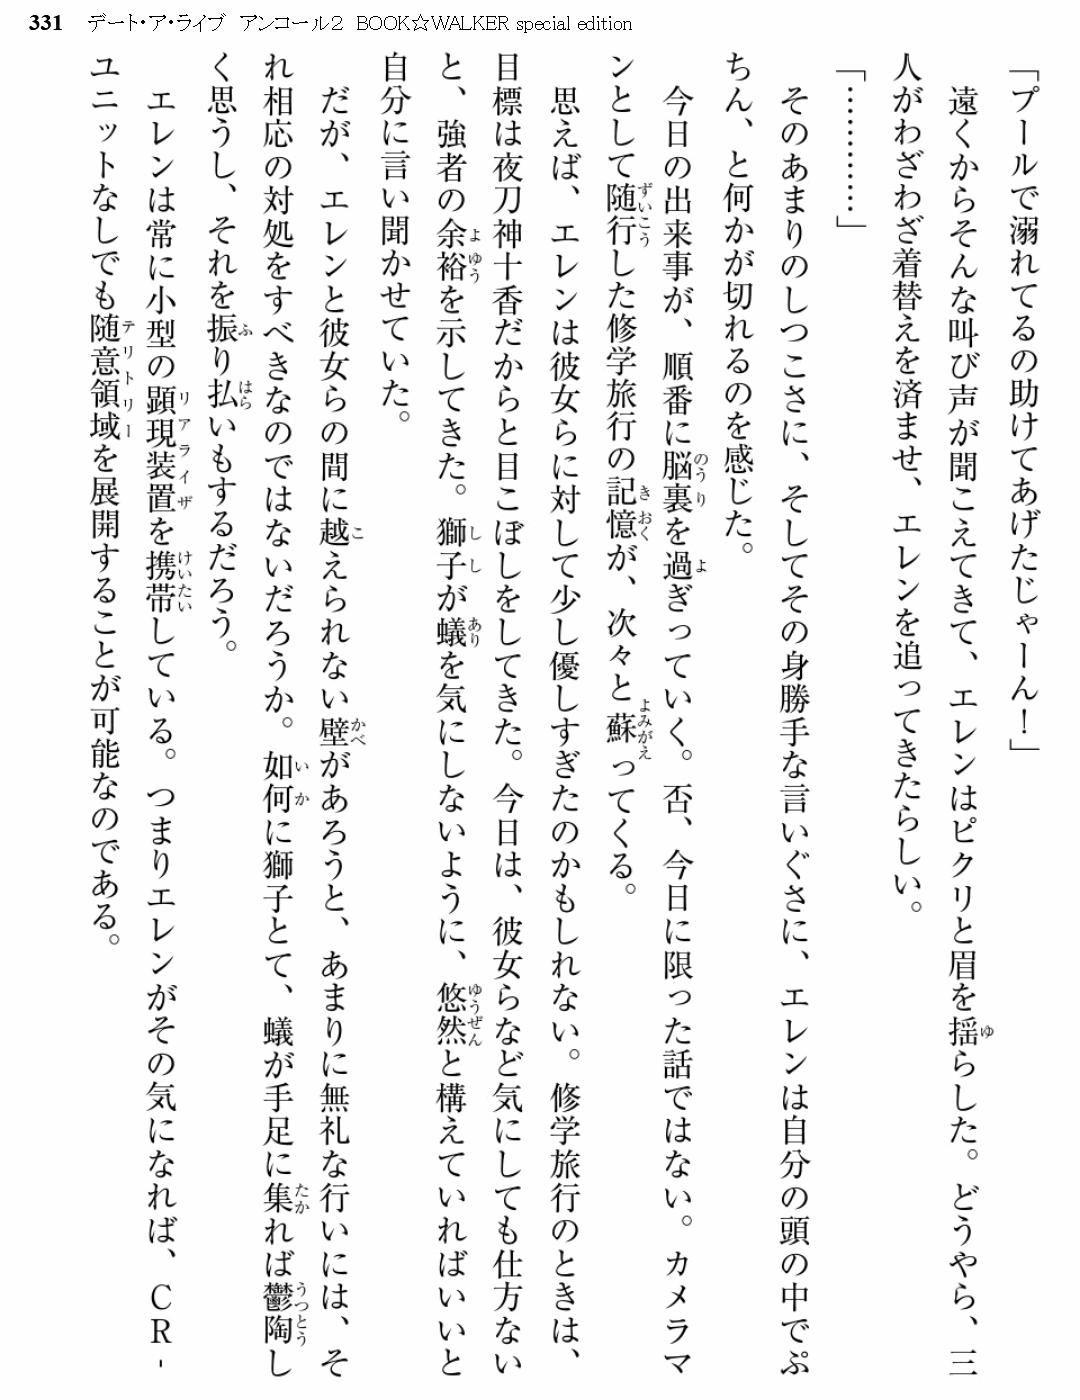 331 デート・ア・ライブ アンコール2 BOOK☆WALKER special edition
「プールで溺れてるの助けてあげたじゃーん！」
遠くからそんな叫び声が聞こえてきて、エレンはピクリと眉を揺らした。どうやら、三
人がわざわざ着替えを済ませ、エレンを追ってきたらしい。
「…………」
そのあまりのしつこさに、そしてその身勝手な言いぐさに、エレンは自分の頭の中でぷ
ちん、と何かが切れるのを感じた。
今日の出来事が、順番に脳裏を過ぎっていく。否、今日に限った話ではない。カメラマ
ンとして随行した修学旅行の記憶が、次々と蘇ってくる。
思えば、エレンは彼女らに対して少し優しすぎたのかもしれない。修学旅行のときは、
目標は夜刀神十香だからと目こぼしをしてきた。今日は、彼女らなど気にしても仕方ない
と、強者の余裕を示してきた。獅子が蟻を気にしないように、悠然と構えていればいいと
自分に言い聞かせていた。
だが、エレンと彼女らの間に越えられない壁があろうと、あまりに無礼な行いには、そ
れ相応の対処をすべきなのではないだろうか。如何に獅子とて、蟻が手足に集れば鬱陶し
く思うし、それを振り払いもするだろう。
エレンは常に小型の顕現装置を携帯している。つまりエレンがその気になれば、ＣＲ-
ユニットなしでも随意領域を展開することが可能なのである。